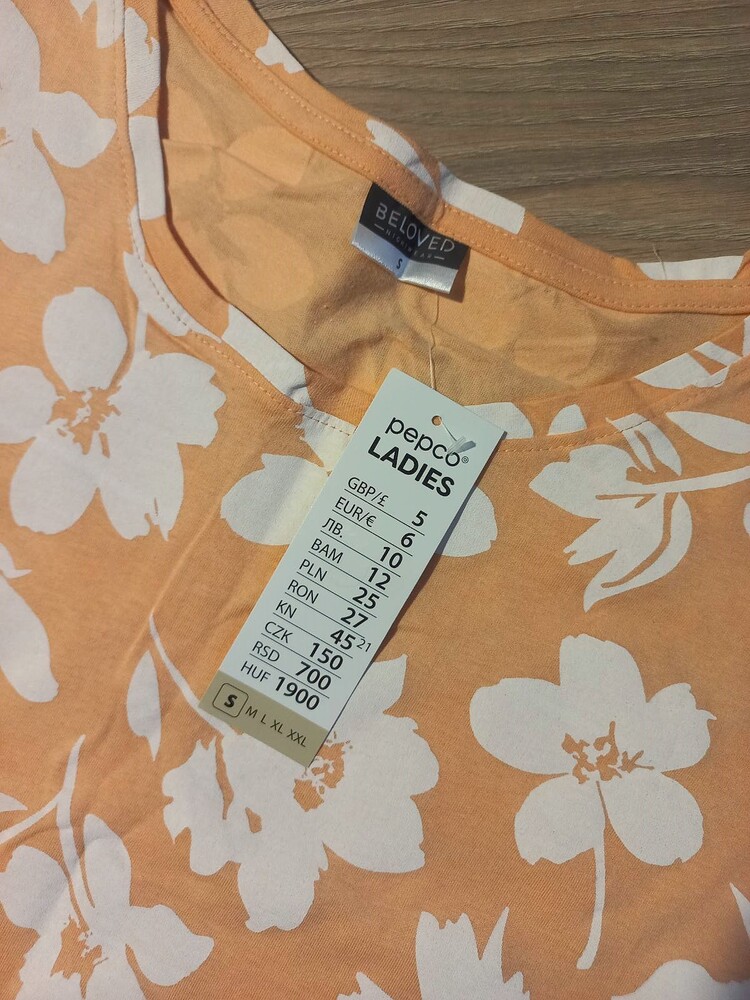 BELOVED
NIGHTWEAR
S
pepco®
LADIES
GBP/£ 5
EUR/€ 6
ЛВ. 10
BAM 12
PLN 25
RON 27
KN 45 21
CZK 150
RSD 700
HUF 1900
S M L XL XXL